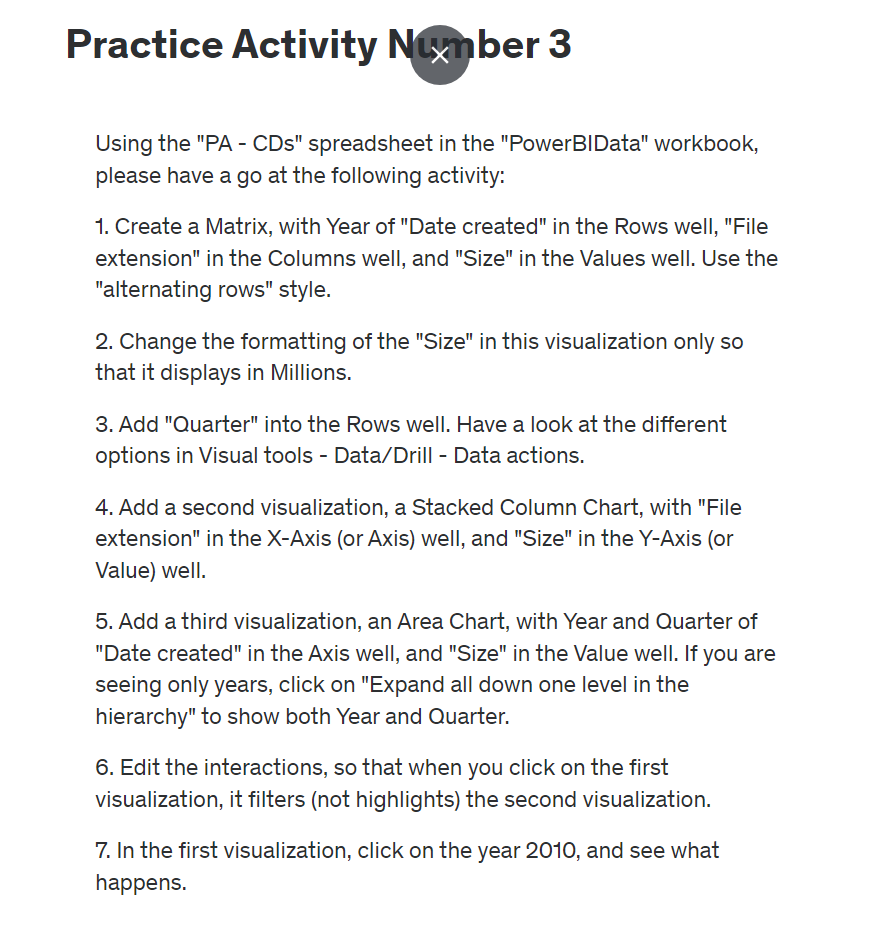 Practice Activity Number 3
Using the "PA - CDs" spreadsheet in the "PowerBIData" workbook,
please have a go at the following activity:
1. Create a Matrix, with Year of "Date created" in the Rows well, "File
extension" in the Columns well, and "Size" in the Values well. Use the
"alternating rows" style.
2. Change the formatting of the "Size" in this visualization only so
that it displays in Millions.
3. Add "Quarter" into the Rows well. Have a look at the different
options in Visual tools - Data/Drill - Data actions.
4. Add a second visualization, a Stacked Column Chart, with "File
extension" in the X-Axis (or Axis) well, and "Size" in the Y-Axis (or
Value) well.
5. Add a third visualization, an Area Chart, with Year and Quarter of
"Date created" in the Axis well, and "Size" in the Value well. If you are
seeing only years, click on "Expand all down one level in the
hierarchy" to show both Year and Quarter.
6. Edit the interactions, so that when you click on the first
visualization, it filters (not highlights) the second visualization.
7. In the first visualization, click on the year 2010, and see what
happens.